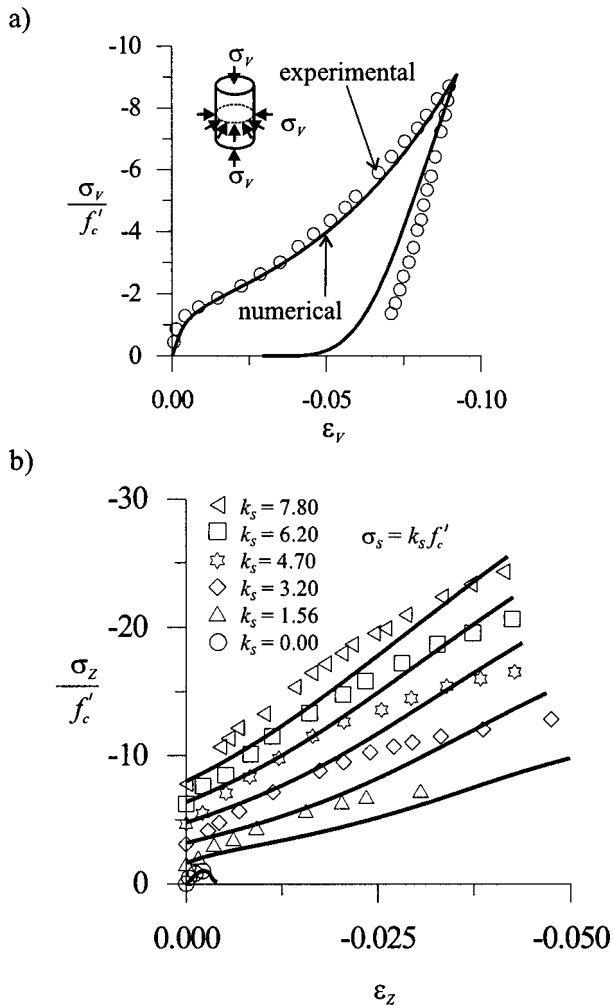 a)
-10
σV
experimental
-8
σV
-6
σV
σV
f'c
-4
numerical
-2
0
0.00 -0.05 -0.10
εV
b)
-30
ks = 7.80
ks = 6.20
σs = ksf'c
ks = 4.70
ks = 3.20
-20
ks = 1.56
ks = 0.00
σZ
f'c
-10
0
0.000 -0.025 -0.050
εZ